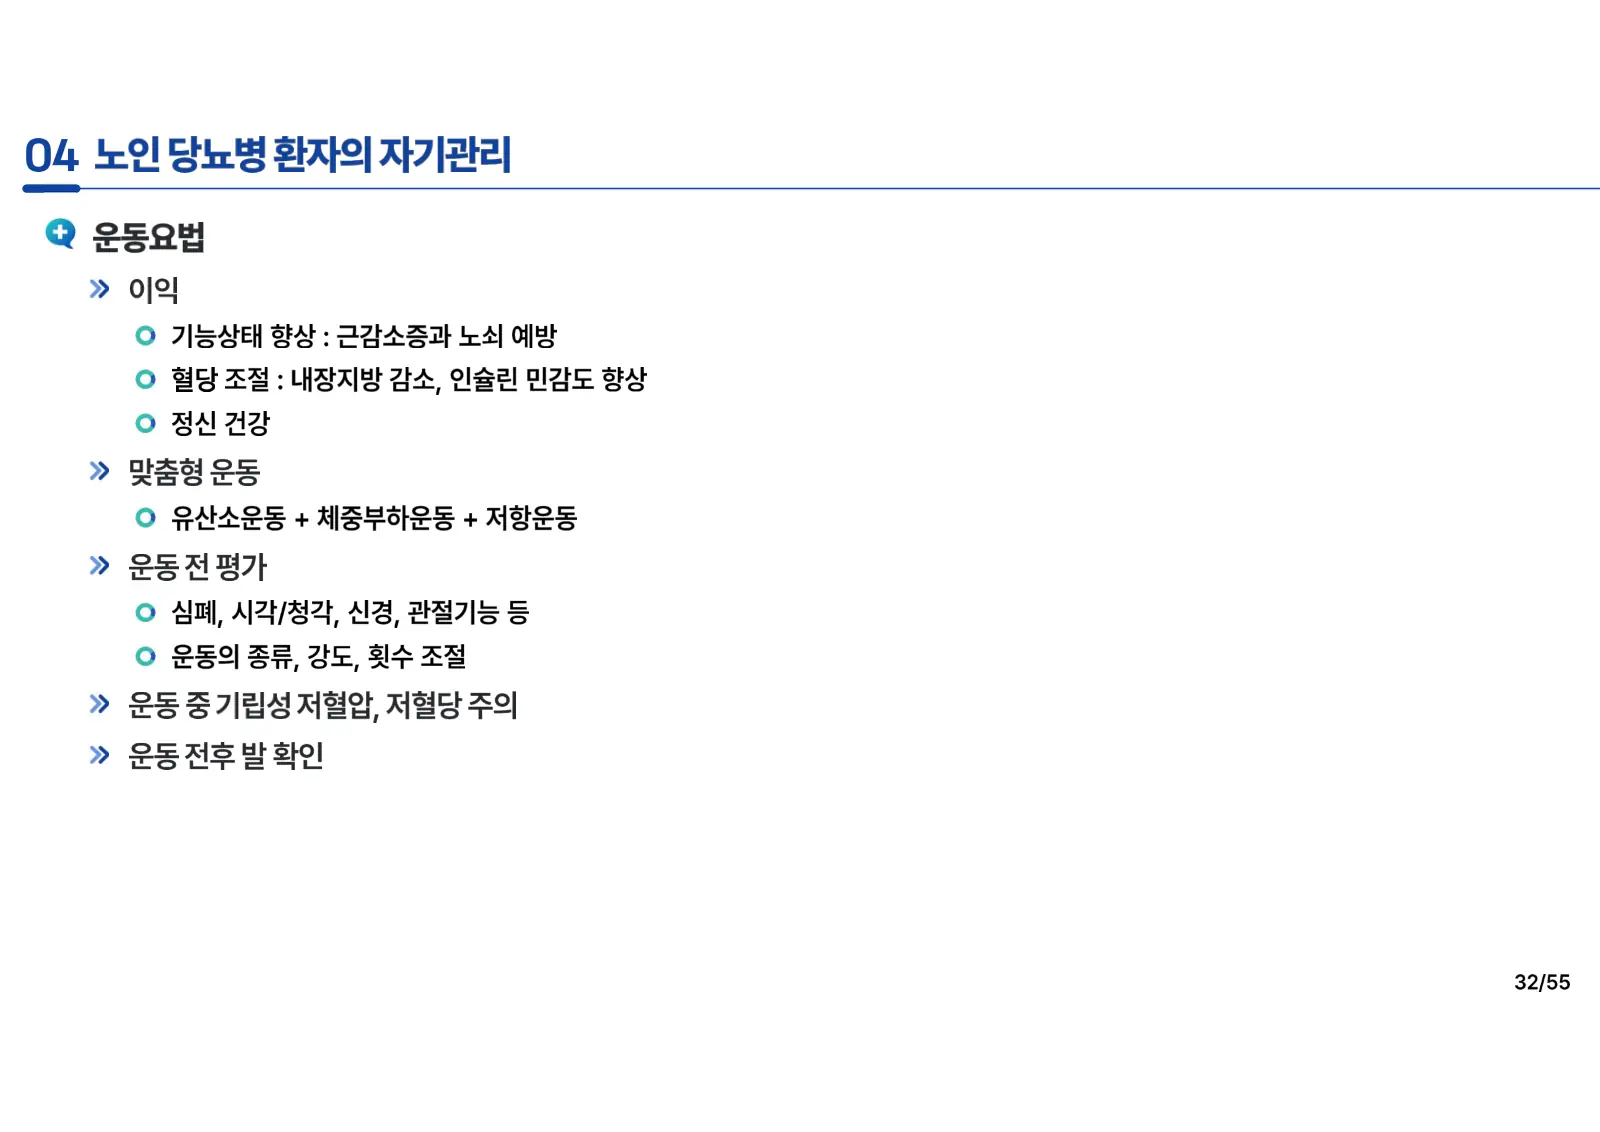 04 노인 당뇨병 환자의 자기관리
운동요법
이익
기능상태 향상 : 근감소증과 노쇠 예방
혈당 조절 : 내장지방 감소, 인슐린 민감도 향상
정신 건강
맞춤형 운동
유산소운동 + 체중부하운동 + 저항운동
운동 전 평가
심폐, 시각/청각, 신경, 관절기능 등
운동의 종류, 강도, 횟수 조절
운동 중 기립성 저혈압, 저혈당 주의
운동 전후 발 확인
32/55